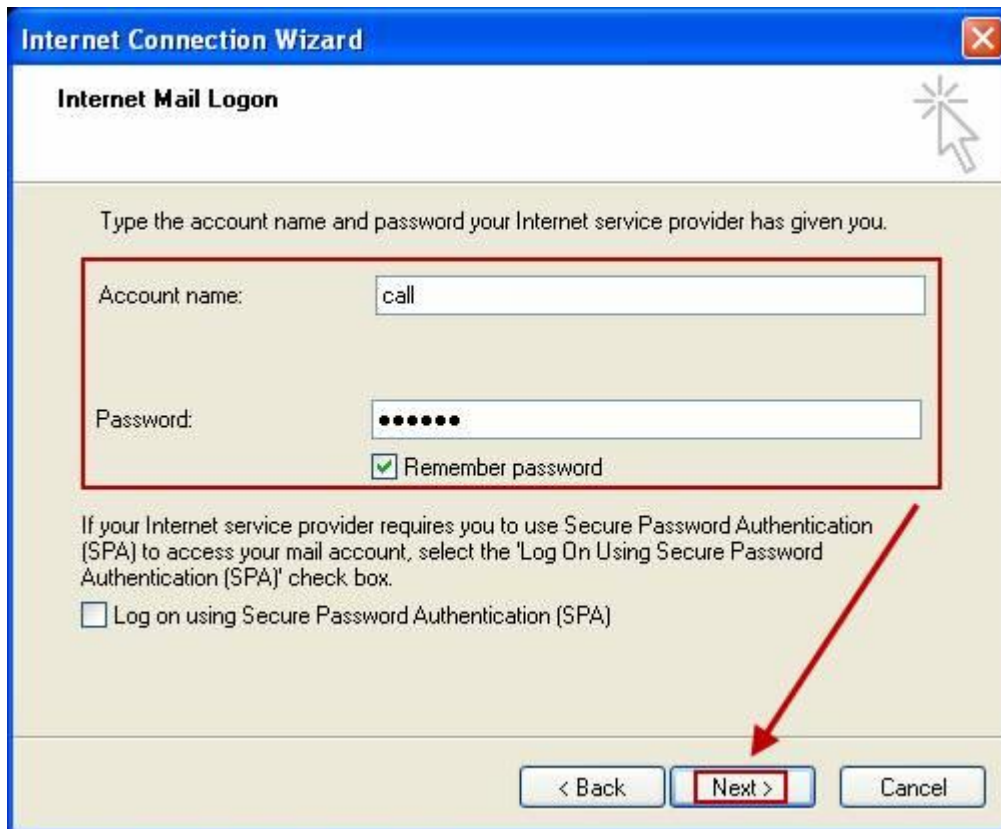 Internet Connection Wizard
Internet Mail Logon
Type the account name and password your Internet service provider has given you.
Account name:
call
Password:
●●●●●●
Remember password
If your Internet service provider requires you to use Secure Password Authentication
(SPA) to access your mail account, select the 'Log On Using Secure Password
Authentication (SPA)' check box.
Log on using Secure Password Authentication (SPA)
< Back
Next >
Cancel